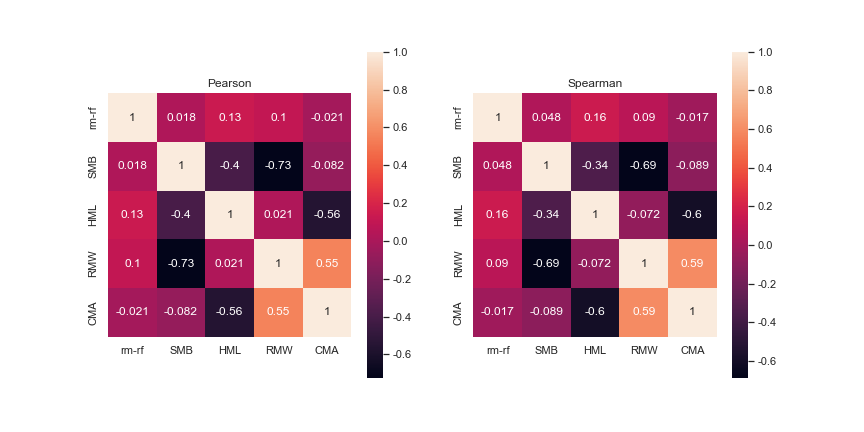 Pearson
rm-rf 1 0.018 0.13 0.1 -0.021
SMB 0.018 1 -0.4 -0.73 -0.082
HML 0.13 -0.4 1 0.021 -0.56
RMW 0.1 -0.73 0.021 1 0.55
CMA -0.021 -0.082 -0.56 0.55 1
rm-rf SMB HML RMW CMA
1.0
0.8
0.6
0.4
0.2
0.0
-0.2
-0.4
-0.6
Spearman
rm-rf 1 0.048 0.16 0.09 -0.017
SMB 0.048 1 -0.34 -0.69 -0.089
HML 0.16 -0.34 1 -0.072 -0.6
RMW 0.09 -0.69 -0.072 1 0.59
CMA -0.017 -0.089 -0.6 0.59 1
rm-rf SMB HML RMW CMA
1.0
0.8
0.6
0.4
0.2
0.0
-0.2
-0.4
-0.6